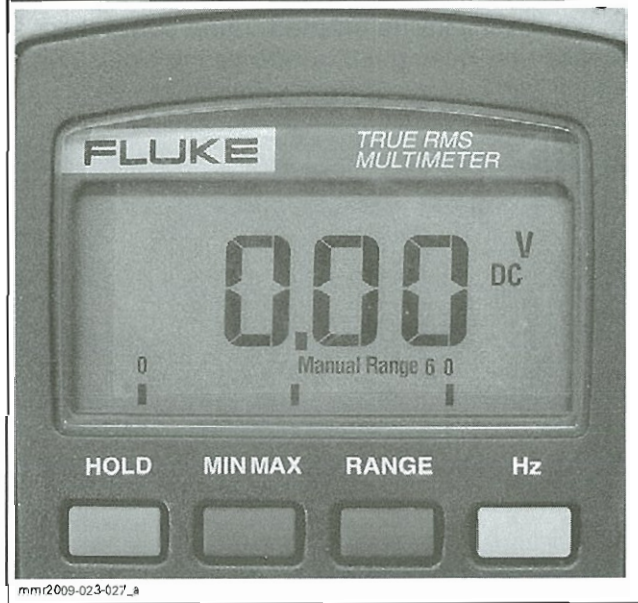 FLUKE
TRUE RMS
MULTIMETER
0.00 V
DC
0 Manual Range 6 0
HOLD MIN MAX RANGE Hz
mmr2009-023-027_a